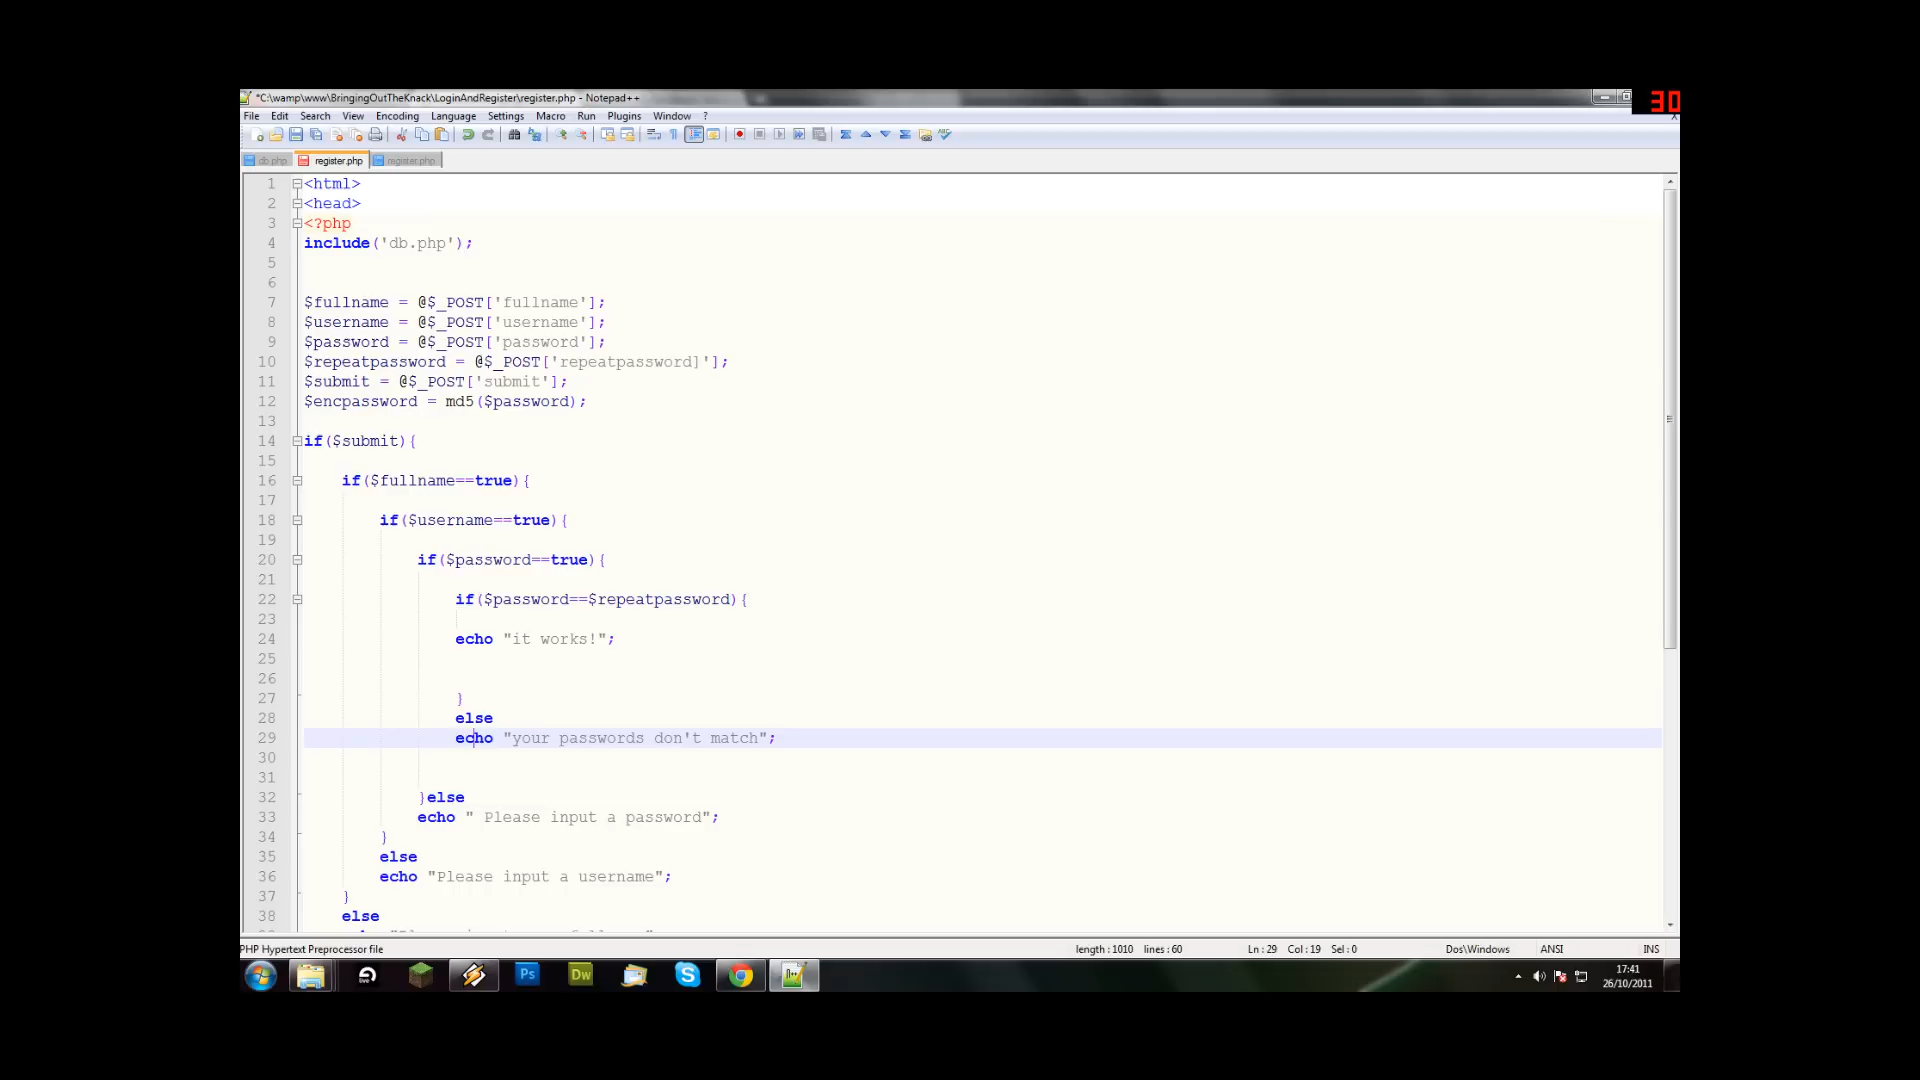 *C:\wamp\www\BringingOutTheKnack\LoginAndRegister\register.php - Notepad++
30
File Edit Search View Encoding Language Settings Macro Run Plugins Window ?
db.php register.php register.php
1 <html>
2 <head>
3 <?php
4 include('db.php');
5
6
7 $fullname = @$_POST['fullname'];
8 $username = @$_POST['username'];
9 $password = @$_POST['password'];
10 $repeatpassword = @$_POST['repeatpassword]'];
11 $submit = @$_POST['submit'];
12 $encpassword = md5($password);
13
14 if($submit){
15
16 if($fullname==true){
17
18 if($username==true){
19
20 if($password==true){
21
22 if($password==$repeatpassword){
23
24 echo "it works!";
25
26
27 }
28 else
29 echo "your passwords don't match";
30
31
32 }else
33 echo " Please input a password";
34 }
35 else
36 echo "Please input a username";
37 }
38 else
PHP Hypertext Preprocessor file length : 1010 lines : 60 Ln : 29 Col : 19 Sel : 0 Dos\Windows ANSI INS
live Ps Dw S
17:41
26/10/2011